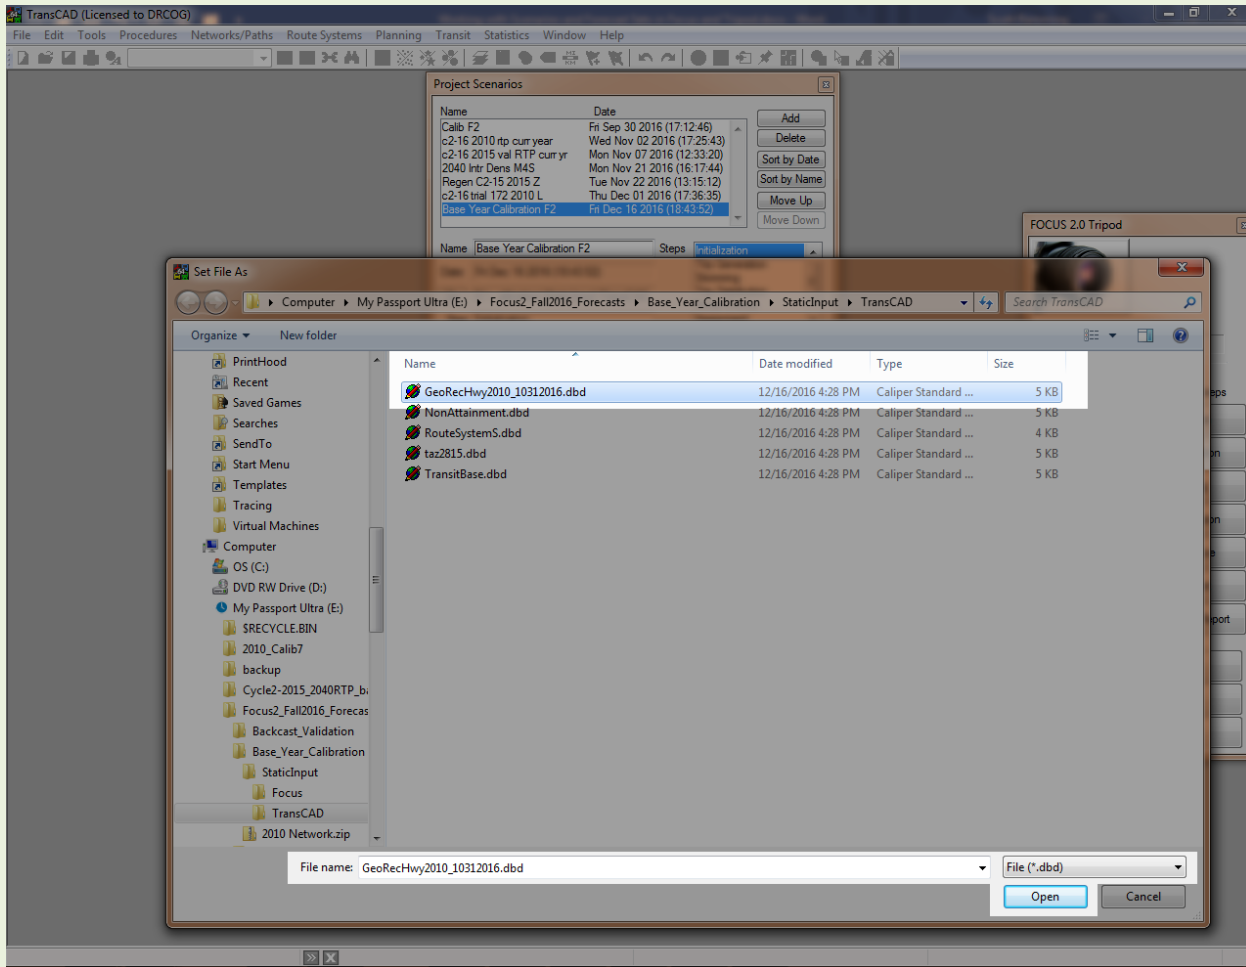 TransCAD (Licensed to DRCOG)
File Edit Tools Procedures Networks/Paths Route Systems Planning Transit Statistics Window Help
Project Scenarios
Name Date
Calib F2 Fri Sep 30 2016 (17:12:46)
c2-16 2010 rtp curr year Wed Nov 02 2016 (17:25:43)
c2-16 2015 val RTP curr yr Mon Nov 07 2016 (12:33:20)
2040 Intr Dens M4S Mon Nov 21 2016 (16:17:44)
Regen C2-15 2015 Z Tue Nov 22 2016 (13:15:12)
c2-16 trial 172 2010 L Thu Dec 01 2016 (17:36:35)
Base Year Calibration F2 Fri Dec 16 2016 (18:43:52)
Add
Delete
Sort by Date
Sort by Name
Move Up
Move Down
Name Base Year Calibration F2 Steps Initialization
FOCUS 2.0 Tripod
Set File As
Computer My Passport Ultra (E:) Focus2_Fall2016_Forecasts Base_Year_Calibration StaticInput TransCAD Search TransCAD
Organize New folder
PrintHood
Recent
Saved Games
Searches
SendTo
Start Menu
Templates
Tracing
Virtual Machines
Computer
OS (C:)
DVD RW Drive (D:)
My Passport Ultra (E:)
$RECYCLE.BIN
2010_Calib7
backup
Cycle2-2015_2040RTP_ba
Focus2_Fall2016_Forecas
Backcast_Validation
Base_Year_Calibration
StaticInput
Focus
TransCAD
2010 Network.zip
Name Date modified Type Size
GeoRecHwy2010_10312016.dbd 12/16/2016 4:28 PM Caliper Standard ... 5 KB
NonAttainment.dbd 12/16/2016 4:28 PM Caliper Standard ... 5 KB
RouteSystemS.dbd 12/16/2016 4:28 PM Caliper Standard ... 4 KB
taz2815.dbd 12/16/2016 4:28 PM Caliper Standard ... 5 KB
TransitBase.dbd 12/16/2016 4:28 PM Caliper Standard ... 5 KB
eps
on
on
e
port
File name: GeoRecHwy2010_10312016.dbd File (*.dbd)
Open Cancel